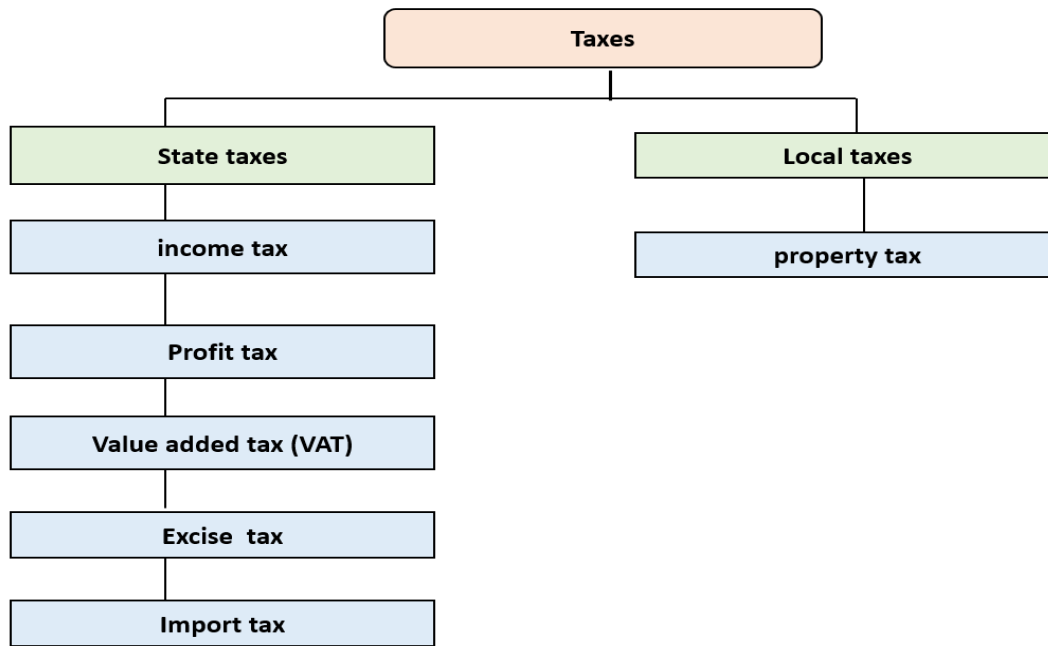 Taxes
State taxes
Local taxes
income tax
property tax
Profit tax
Value added tax (VAT)
Excise  tax
Import tax